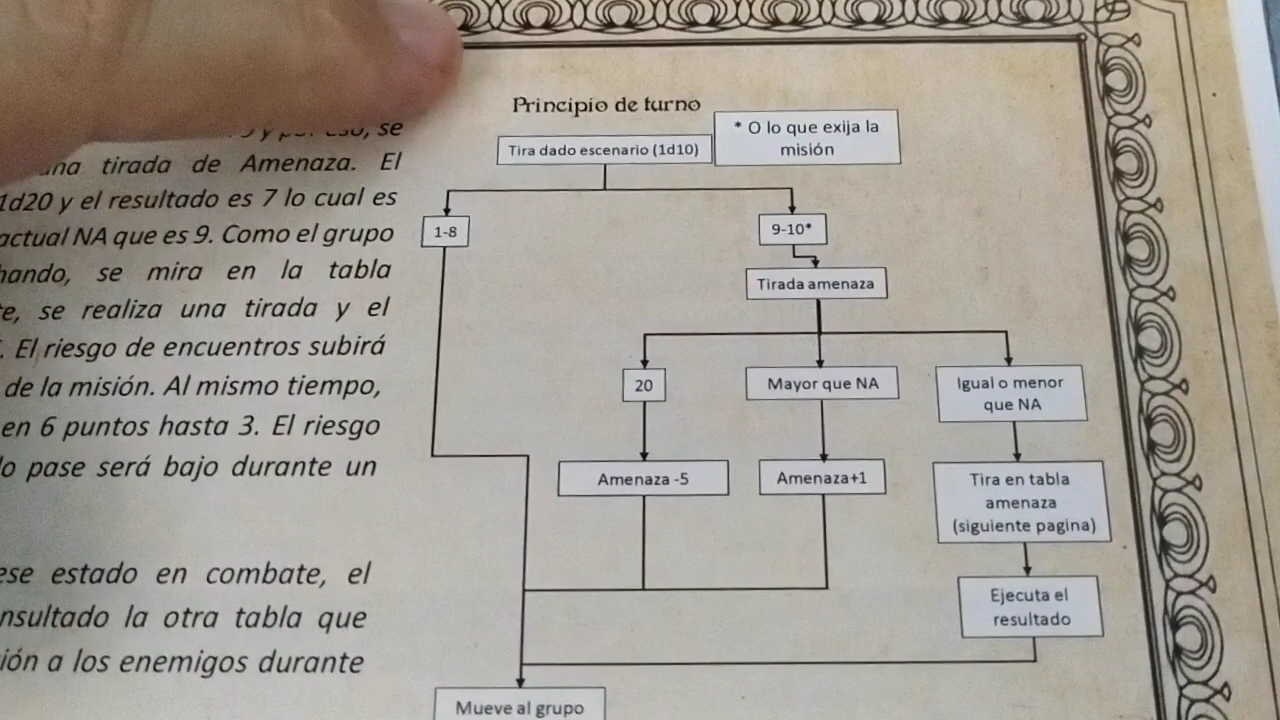 se
una tirada de Amenaza. El
1d20 y el resultado es 7 lo cual es
actual NA que es 9. Como el grupo
se mira en la tabla
se realiza una tirada y el
El riesgo de encuentros subirá
de la misión. Al mismo tiempo,
en 6 puntos hasta 3. El riesgo
pase será bajo durante un
ese estado en combate, el
la otra tabla que
a los enemigos durante
Principio de turno
Tira dado escenario (1d10)
* O lo que exija la
misión
1-8
9-10*
Tirada amenaza
20
Mayor que NA
Igual o menor
que NA
Amenaza -5
Amenaza+1
Tira en tabla
amenaza
(siguiente pagina)
Ejecuta el
resultado
Mueve al grupo